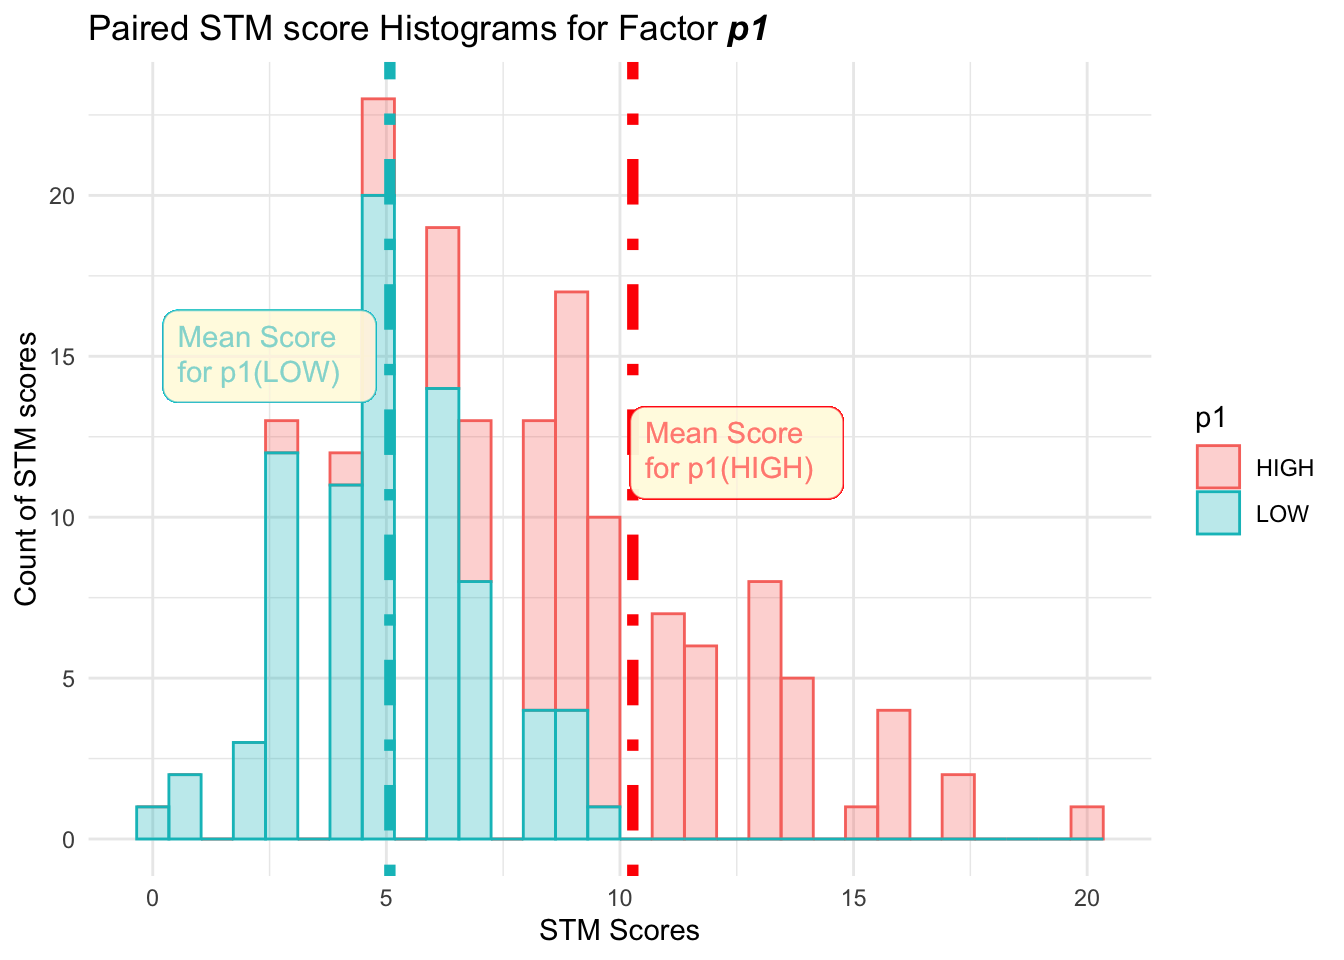 Paired STM score Histograms for Factor p1
Count of STM scores
20
15
10
5
0
Mean Score
for p1(LOW)
Mean Score
for p1(HIGH)
p1
HIGH
LOW
0 5 10 15 20
STM Scores